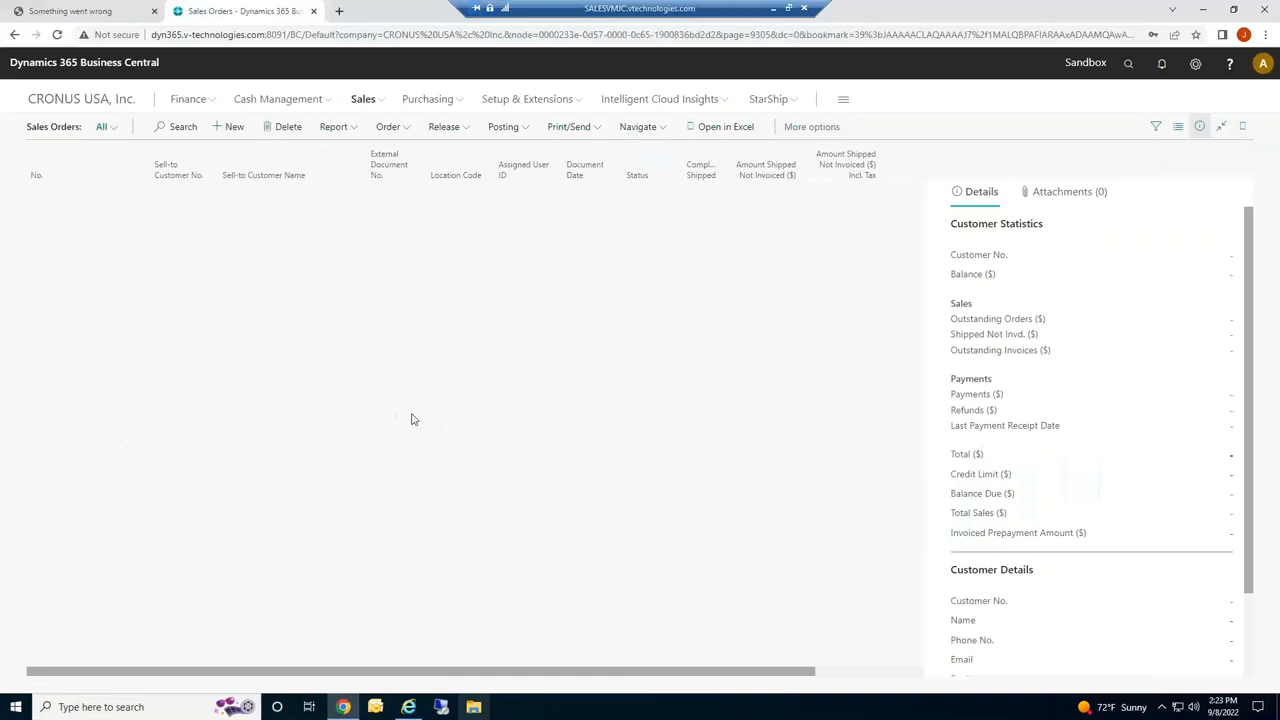 Something went wrong
Sales Orders - Dynamics 365 Busin
SALESVMJC.vtechnologies.com
Not secure
dyn365.v-technologies.com:8091/BC/Default?company=CRONUS%20USA%2c%20Inc.&node=0000233e-0d57-0000-0c65-1900836bd2d2&page=9305&dc=0&bookmark=39%3bJAAAAACLAQAAAAJ7%2f1MALQBPAFIARAAxADAAMQAwA...
J
Dynamics 365 Business Central
Sandbox
?
A
CRONUS USA, Inc.
Finance
Cash Management
Sales
Purchasing
Setup & Extensions
Intelligent Cloud Insights
StarShip
Sales Orders:
All
Search
New
Delete
Report
Order
Release
Posting
Print/Send
Navigate
Open in Excel
More options
No.
Sell-to
Customer No.
Sell-to Customer Name
External
Document
No.
Location Code
Assigned User
ID
Document
Date
Status
Compl...
Shipped
Amount Shipped
Not Invoiced ($)
Amount Shipped
Not Invoiced ($)
Incl. Tax
Details
Attachments (0)
Customer Statistics
Customer No. -
Balance ($) -
Sales
Outstanding Orders ($) -
Shipped Not Invd. ($) -
Outstanding Invoices ($) -
Payments
Payments ($) -
Refunds ($) -
Last Payment Receipt Date -
Total ($) -
Credit Limit ($) -
Balance Due ($) -
Total Sales ($) -
Invoiced Prepayment Amount ($) -
Customer Details
Customer No. -
Name -
Phone No. -
Email -
Type here to search
72°F Sunny
2:23 PM
9/8/2022